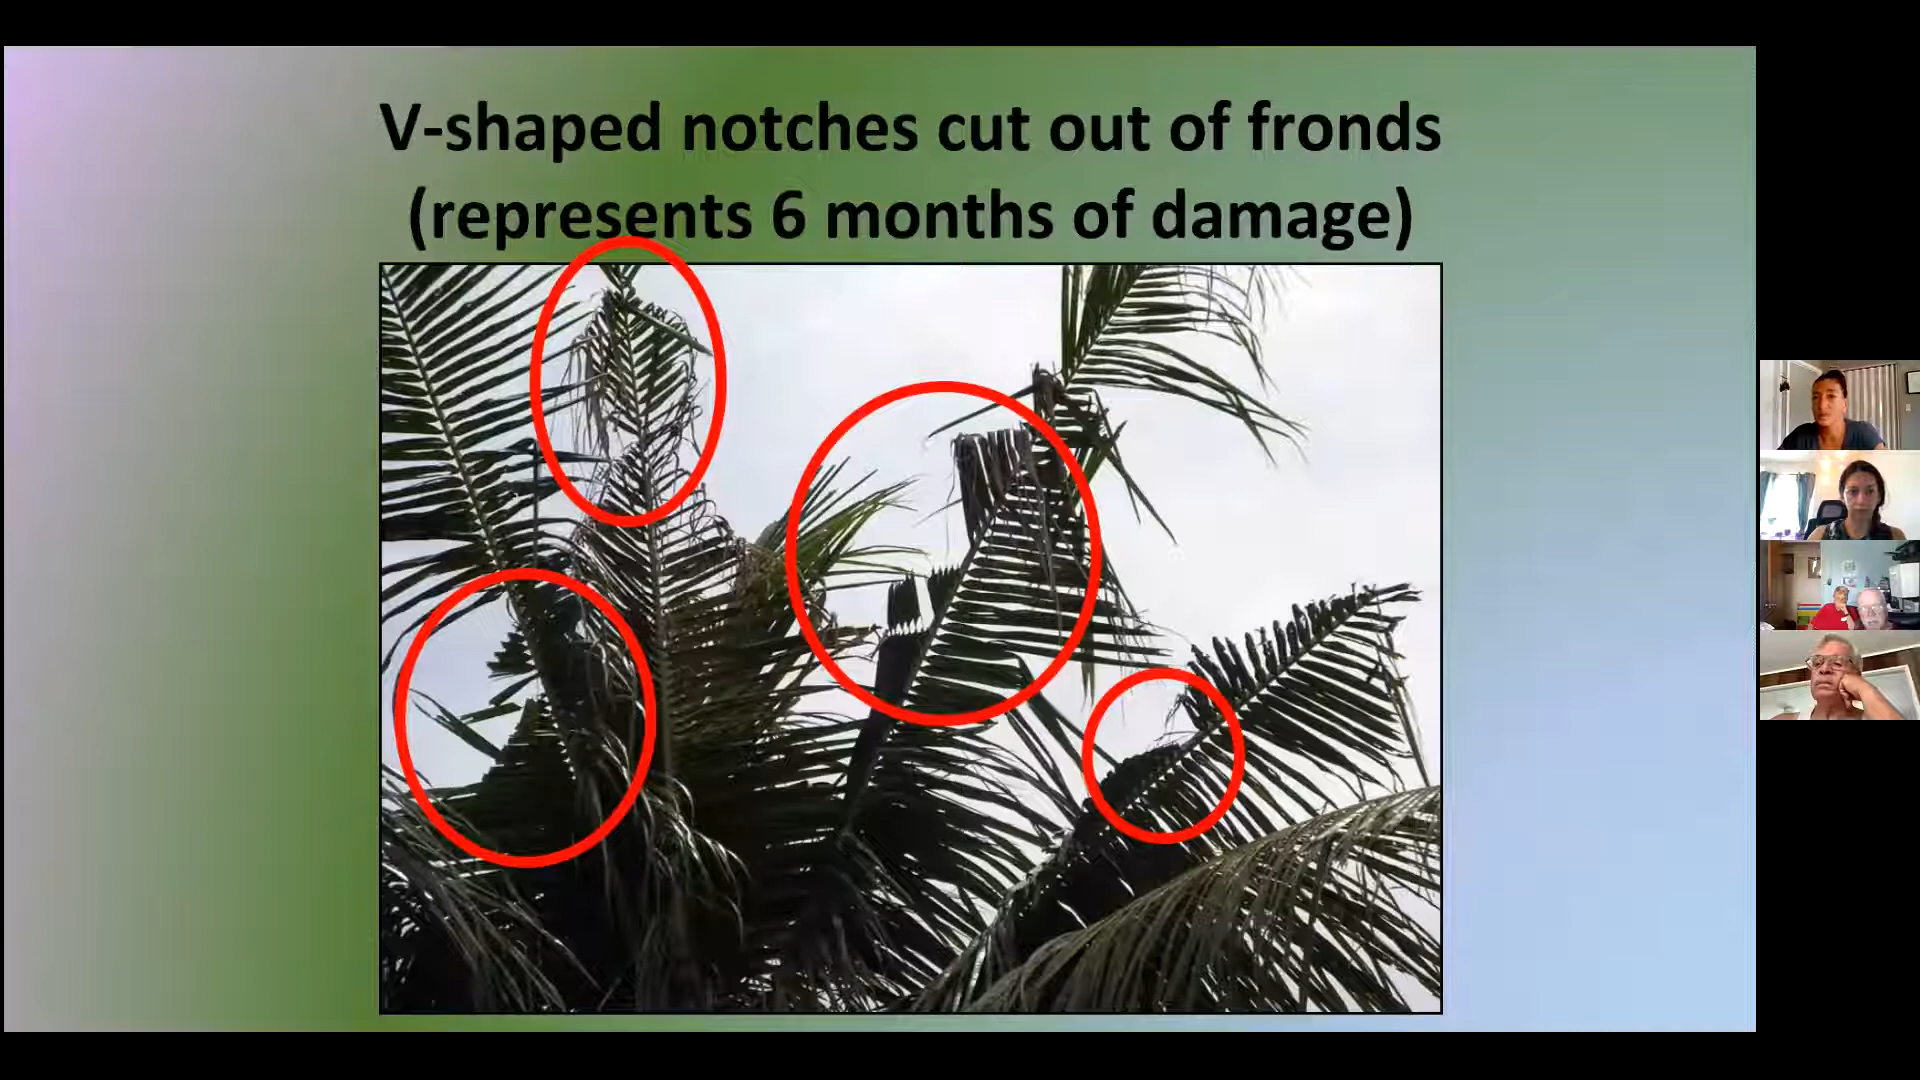 V-shaped notches cut out of fronds
(represents 6 months of damage)